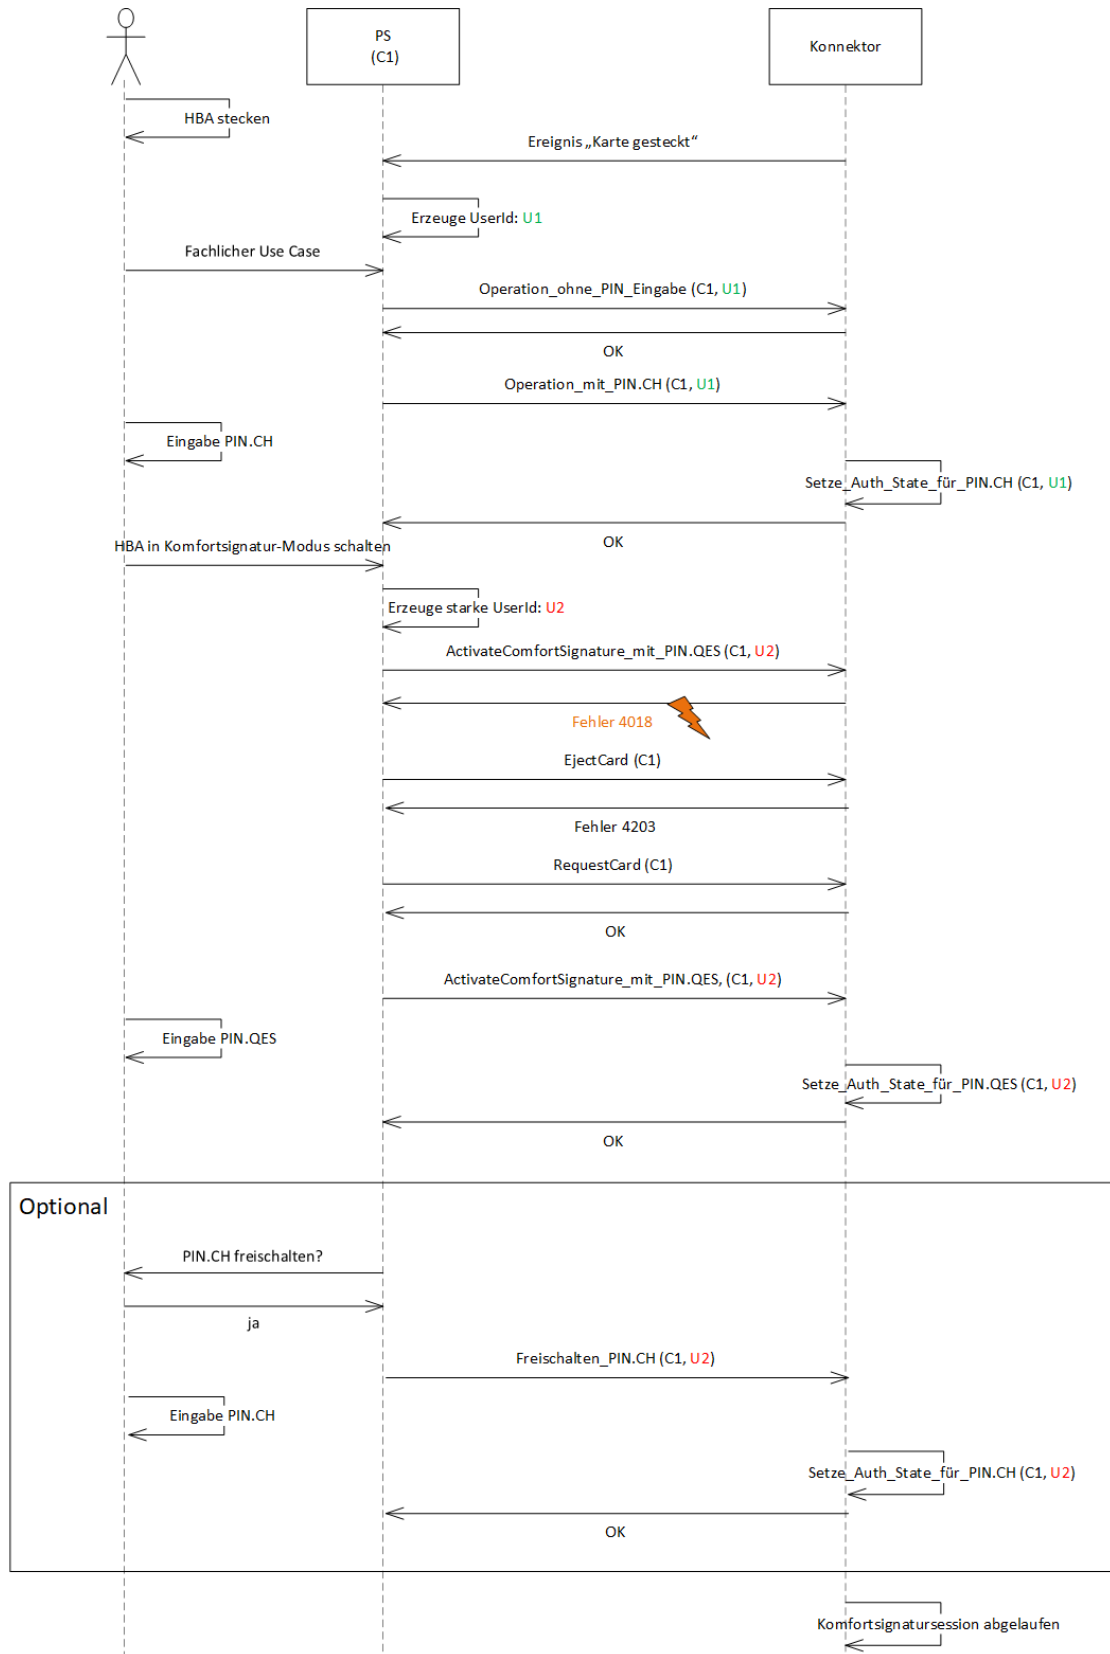 PS
(C1)
Konnektor
HBA stecken
Ereignis „Karte gesteckt“
Erzeuge UserId: U1
Fachlicher Use Case
Operation_ohne_PIN_Eingabe (C1, U1)
OK
Operation_mit_PIN.CH (C1, U1)
Eingabe PIN.CH
Setze_Auth_State_für_PIN.CH (C1, U1)
OK
HBA in Komfortsignatur-Modus schalten
Erzeuge starke UserId: U2
ActivateComfortSignature_mit_PIN.QES (C1, U2)
Fehler 4018
EjectCard (C1)
Fehler 4203
RequestCard (C1)
OK
ActivateComfortSignature_mit_PIN.QES, (C1, U2)
Eingabe PIN.QES
Setze_Auth_State_für_PIN.QES (C1, U2)
OK
Optional
PIN.CH freischalten?
ja
Freischalten_PIN.CH (C1, U2)
Eingabe PIN.CH
Setze_Auth_State_für_PIN.CH (C1, U2)
OK
Komfortsignatursession abgelaufen